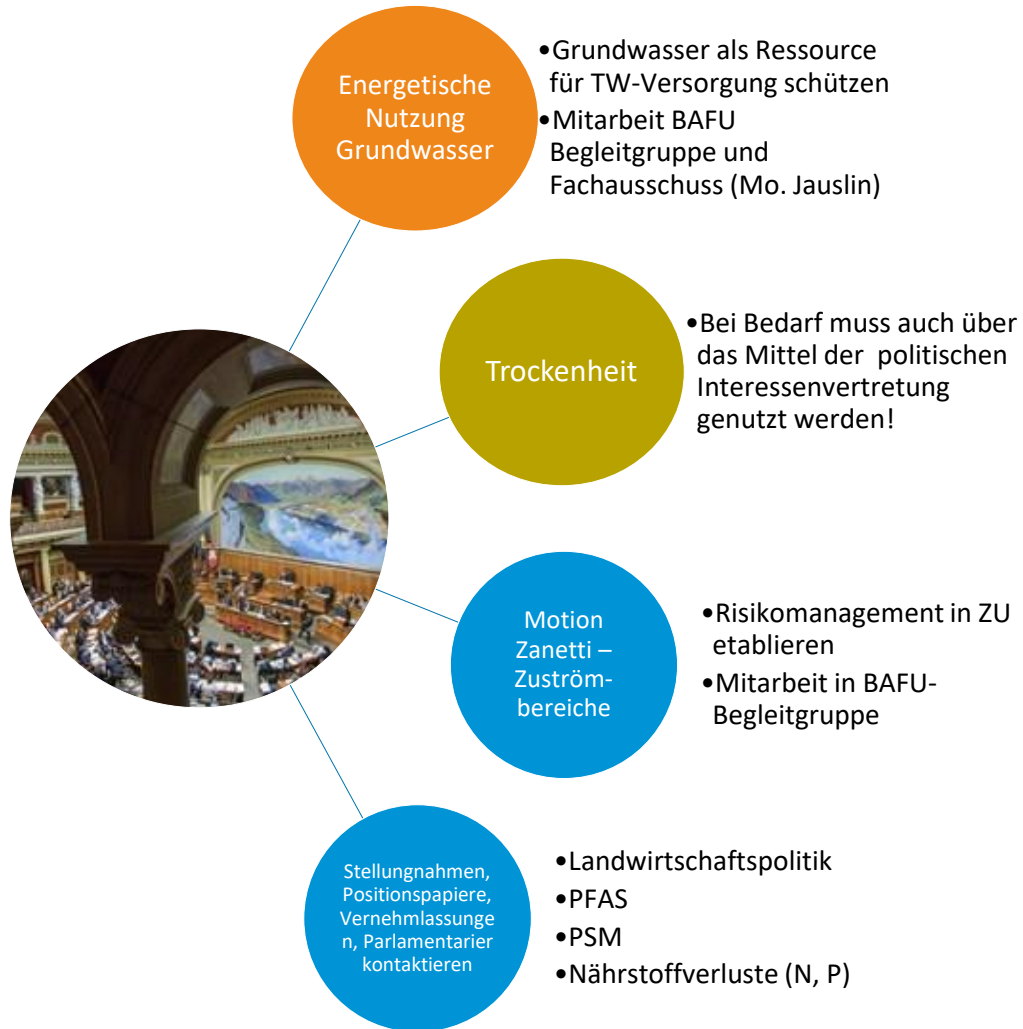 Energetische
Nutzung
Grundwasser
•Grundwasser als Ressource
für TW-Versorgung schützen
•Mitarbeit BAFU
Begleitgruppe und
Fachausschuss (Mo. Jauslin)
Trockenheit
•Bei Bedarf muss auch über
das Mittel der  politischen
Interessenvertretung
genutzt werden!
Motion
Zanetti –
Zuström-
bereiche
•Risikomanagement in ZU
etablieren
•Mitarbeit in BAFU-
Begleitgruppe
Stellungnahmen,
Positionspapiere,
Vernehmlassunge
n, Parlamentarier
kontaktieren
•Landwirtschaftspolitik
•PFAS
•PSM
•Nährstoffverluste (N, P)